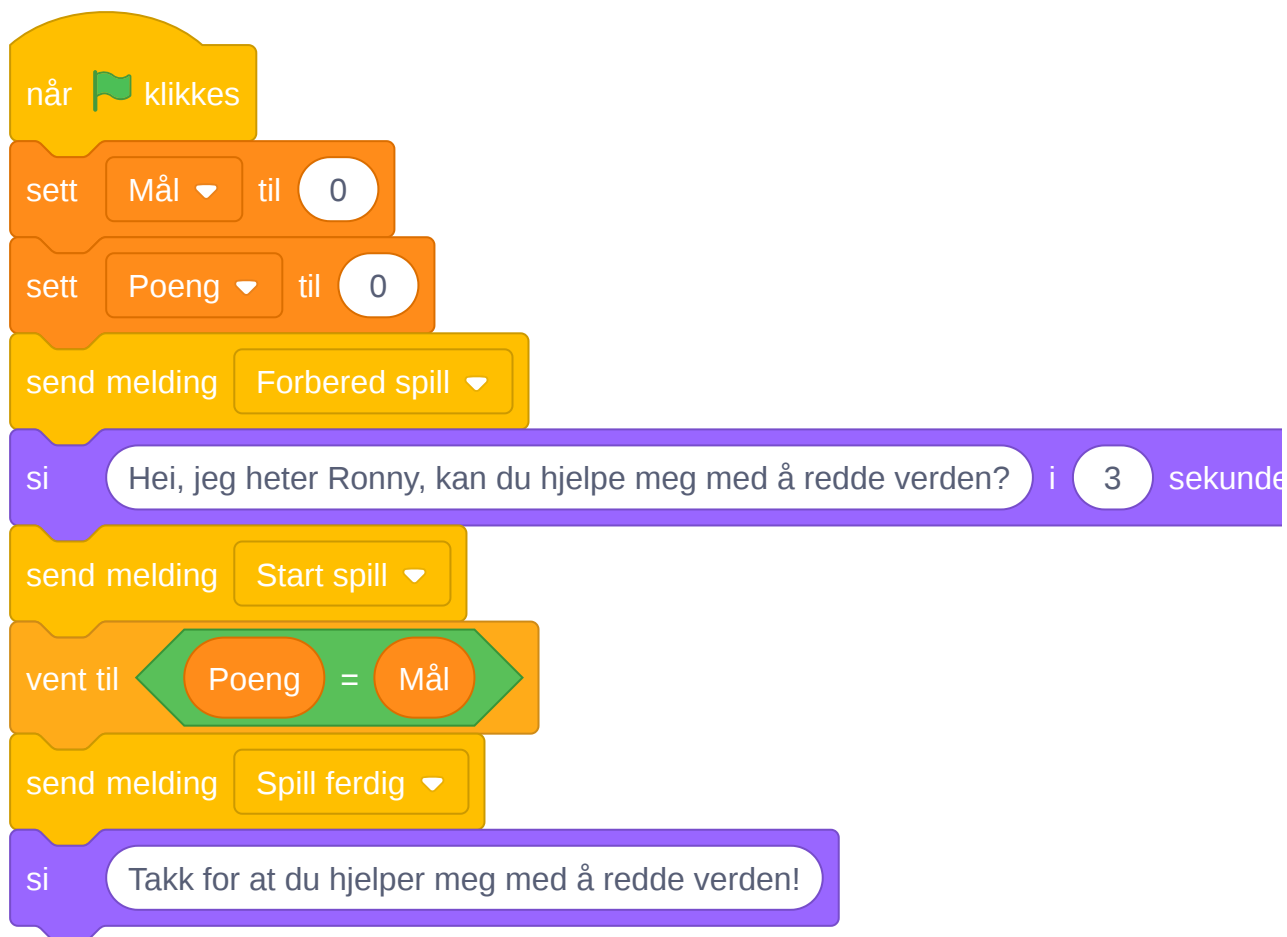 når klikkes
sett Mål til 0
sett Poeng til 0
send melding Forbered spill
si Hei, jeg heter Ronny, kan du hjelpe meg med å redde verden? i 3 sekunde
send melding Start spill
vent til Poeng = Mål
send melding Spill ferdig
si Takk for at du hjelper meg med å redde verden!